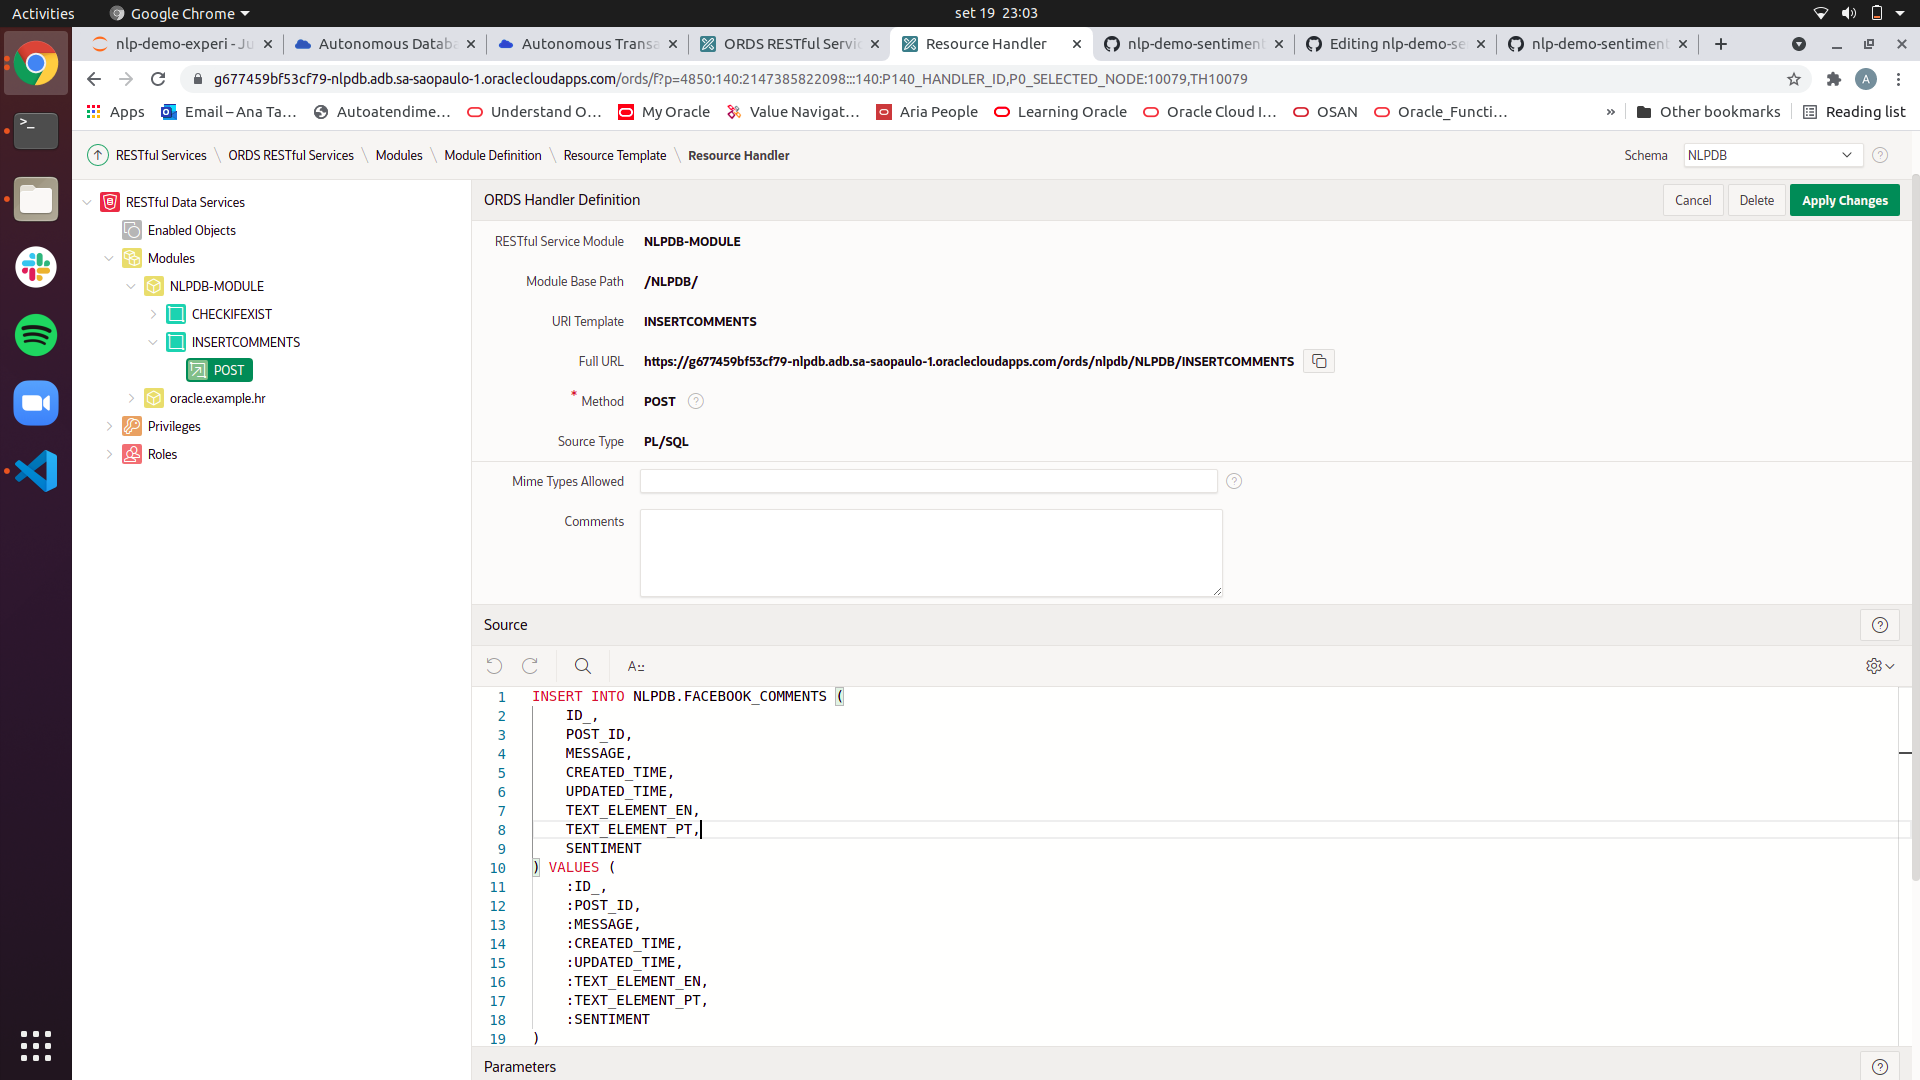 Activities
Google Chrome
set 19 23:03
nlp-demo-experi - Ju
Autonomous Databa
Autonomous Transa
ORDS RESTful Servic
Resource Handler
nlp-demo-sentiment
Editing nlp-demo-se
nlp-demo-sentiment
g677459bf53cf79-nlpdb.adb.sa-saopaulo-1.oraclecloudapps.com/ords/f?p=4850:140:2147385822098:::140:P140_HANDLER_ID,P0_SELECTED_NODE:10079,TH10079
A
Apps
Email – Ana Ta…
Autoatendime…
Understand O…
My Oracle
Value Navigat…
Aria People
Learning Oracle
Oracle Cloud I…
OSAN
Oracle_Functi…
»
Other bookmarks
Reading list
RESTful Services \ ORDS RESTful Services \ Modules \ Module Definition \ Resource Template \ Resource Handler
Schema
NLPDB
RESTful Data Services
Enabled Objects
Modules
NLPDB-MODULE
CHECKIFEXIST
INSERTCOMMENTS
POST
oracle.example.hr
Privileges
Roles
ORDS Handler Definition
Cancel
Delete
Apply Changes
RESTful Service Module NLPDB-MODULE
Module Base Path /NLPDB/
URI Template INSERTCOMMENTS
Full URL https://g677459bf53cf79-nlpdb.adb.sa-saopaulo-1.oraclecloudapps.com/ords/nlpdb/NLPDB/INSERTCOMMENTS
* Method POST
Source Type PL/SQL
Mime Types Allowed
Comments
Source
A::
1 INSERT INTO NLPDB.FACEBOOK_COMMENTS (
2 ID_,
3 POST_ID,
4 MESSAGE,
5 CREATED_TIME,
6 UPDATED_TIME,
7 TEXT_ELEMENT_EN,
8 TEXT_ELEMENT_PT,
9 SENTIMENT
10 ) VALUES (
11 :ID_,
12 :POST_ID,
13 :MESSAGE,
14 :CREATED_TIME,
15 :UPDATED_TIME,
16 :TEXT_ELEMENT_EN,
17 :TEXT_ELEMENT_PT,
18 :SENTIMENT
19 )
Parameters